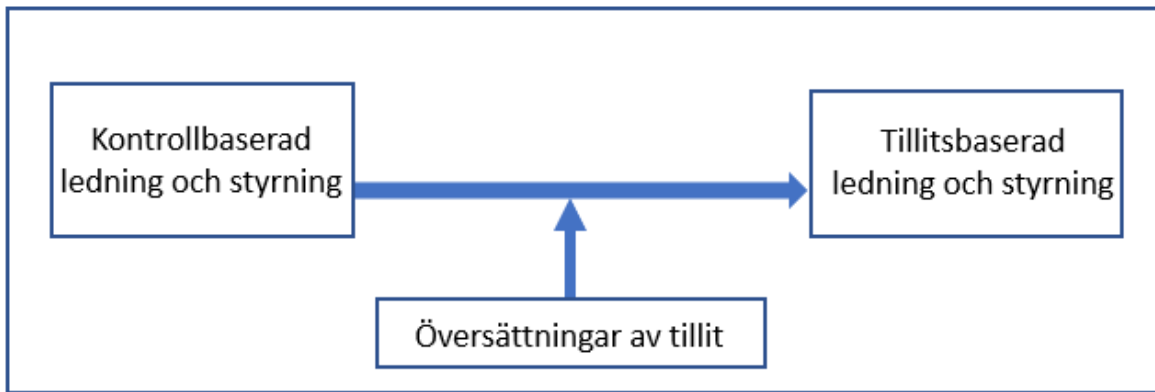 Kontrollbaserad
ledning och styrning
Tillitsbaserad
ledning och styrning
Översättningar av tillit